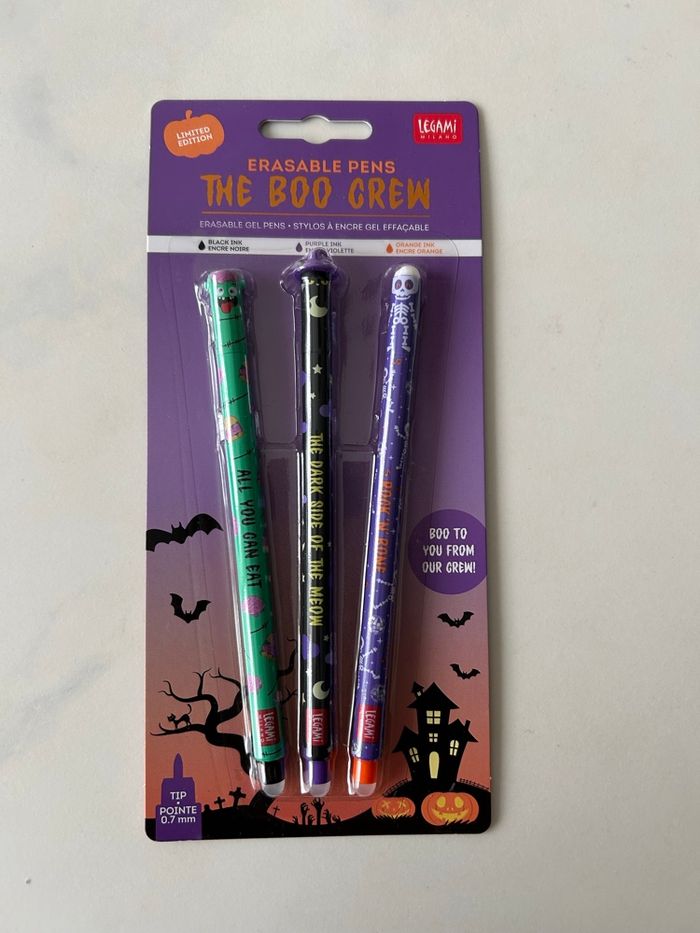 LIMITED
EDITION
LEGAMI
MILANO
ERASABLE PENS
THE BOO CREW
ERASABLE GEL PENS • STYLOS À ENCRE GEL EFFAÇABLE
BLACK INK
ENCRE NOIRE
PURPLE INK
ORANGE INK
ENCRE ORANGE
ALL YOU CAN EAT
THE DARK SIDE OF THE MEOW
ROCK 'N' BONE
BOO TO
YOU FROM
OUR CREW!
LEGAMI
LEGAMI
LEGAMI
TIP
•
POINTE
0.7 mm